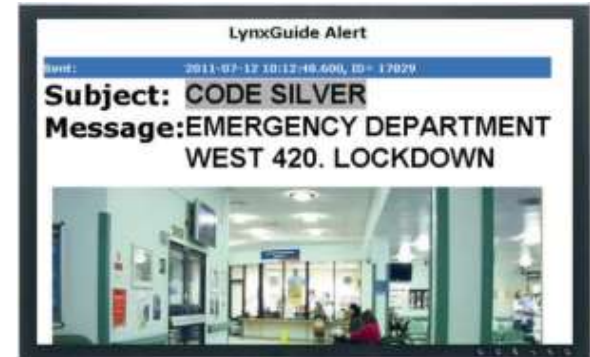 LynxGuide Alert
Sent: 2011-07-12 10:12:48.600, ID= 17029
Subject: CODE SILVER
Message:EMERGENCY DEPARTMENT
WEST 420. LOCKDOWN